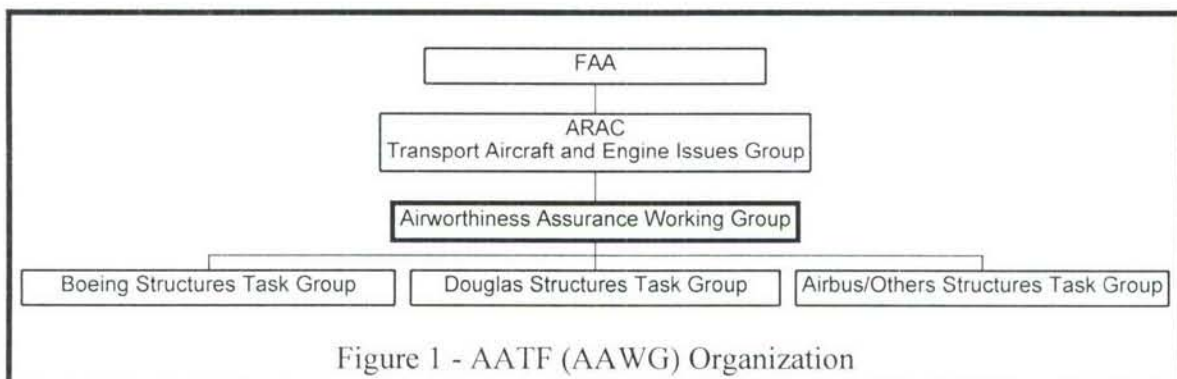 FAA
ARAC
Transport Aircraft and Engine Issues Group
Airworthiness Assurance Working Group
Boeing Structures Task Group
Douglas Structures Task Group
Airbus/Others Structures Task Group
Figure 1 - AATF (AAWG) Organization